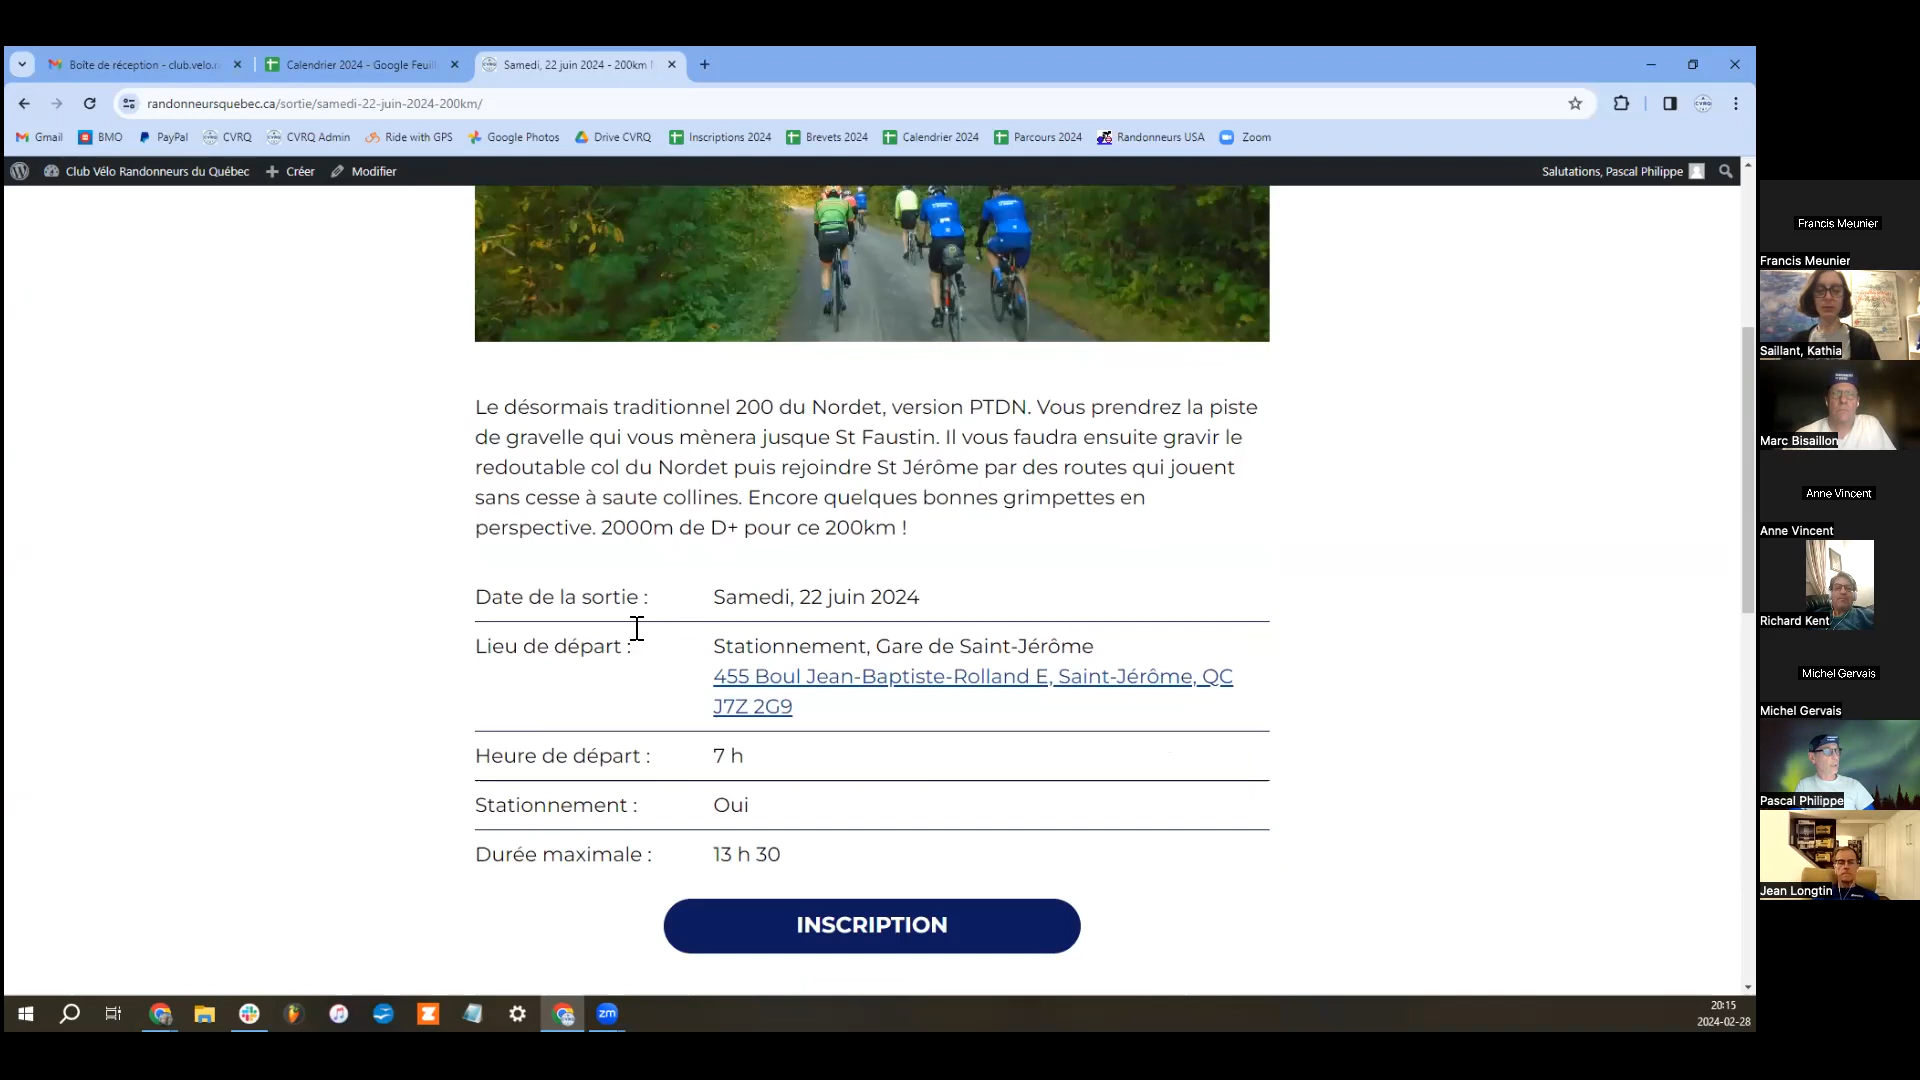 Boîte de réception - club.velo.r
Calendrier 2024 - Google Feuill
Samedi, 22 juin 2024 - 200km
randonneursquebec.ca/sortie/samedi-22-juin-2024-200km/
Gmail BMO PayPal CVRQ CVRQ Admin Ride with GPS Google Photos Drive CVRQ Inscriptions 2024 Brevets 2024 Calendrier 2024 Parcours 2024 Randonneurs USA Zoom
Club Vélo Randonneurs du Québec Créer Modifier Salutations, Pascal Philippe
Le désormais traditionnel 200 du Nordet, version PTDN. Vous prendrez la piste
de gravelle qui vous mènera jusque St Faustin. Il vous faudra ensuite gravir le
redoutable col du Nordet puis rejoindre St Jérôme par des routes qui jouent
sans cesse à saute collines. Encore quelques bonnes grimpettes en
perspective. 2000m de D+ pour ce 200km !
Date de la sortie : Samedi, 22 juin 2024
Lieu de départ : Stationnement, Gare de Saint-Jérôme
455 Boul Jean-Baptiste-Rolland E, Saint-Jérôme, QC
J7Z 2G9
Heure de départ : 7 h
Stationnement : Oui
Durée maximale : 13 h 30
INSCRIPTION
zm
20:15
2024-02-28
Francis Meunier
Francis Meunier
Saillant, Kathia
Marc Bisaillon
Anne Vincent
Anne Vincent
Richard Kent
Michel Gervais
Michel Gervais
Pascal Philippe
Jean Longtin